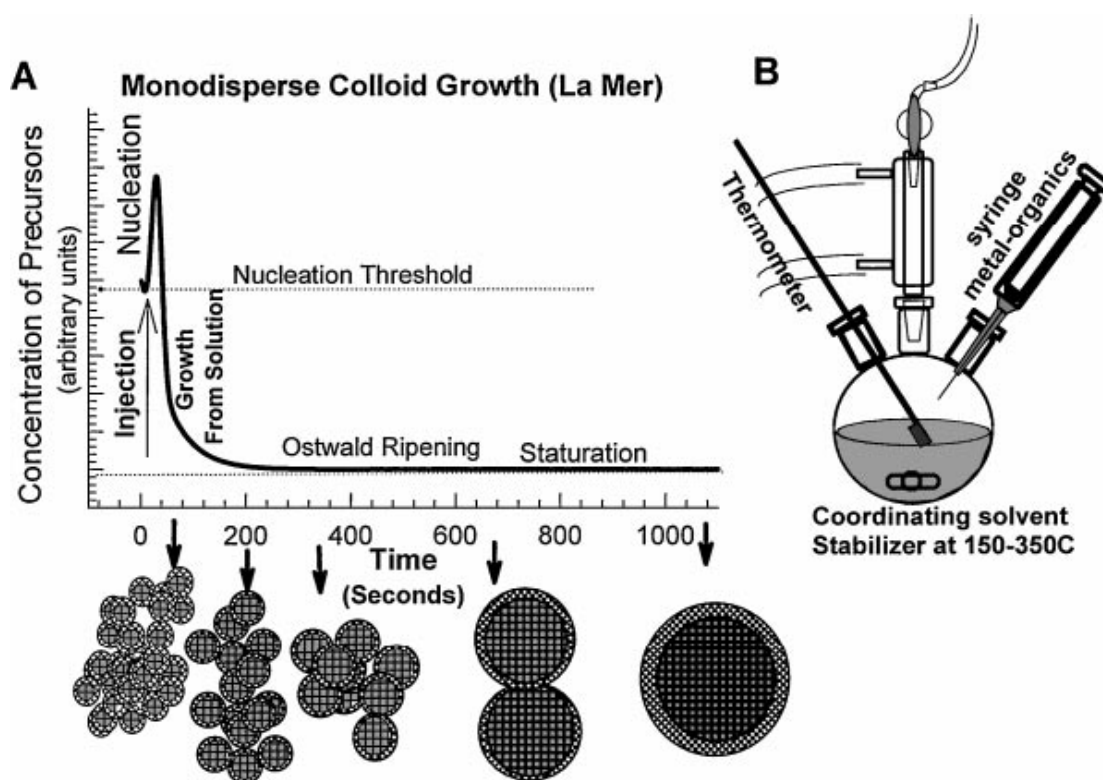 A
Monodisperse Colloid Growth (La Mer)
Concentration of Precursors
(arbitrary units)
Nucleation
Injection
Growth
From Solution
Nucleation Threshold
Ostwald Ripening
Staturation
0
200
400
600
800
1000
Time
(Seconds)
B
Thermometer
syringe
metal-organics
Coordinating solvent
Stabilizer at 150-350C